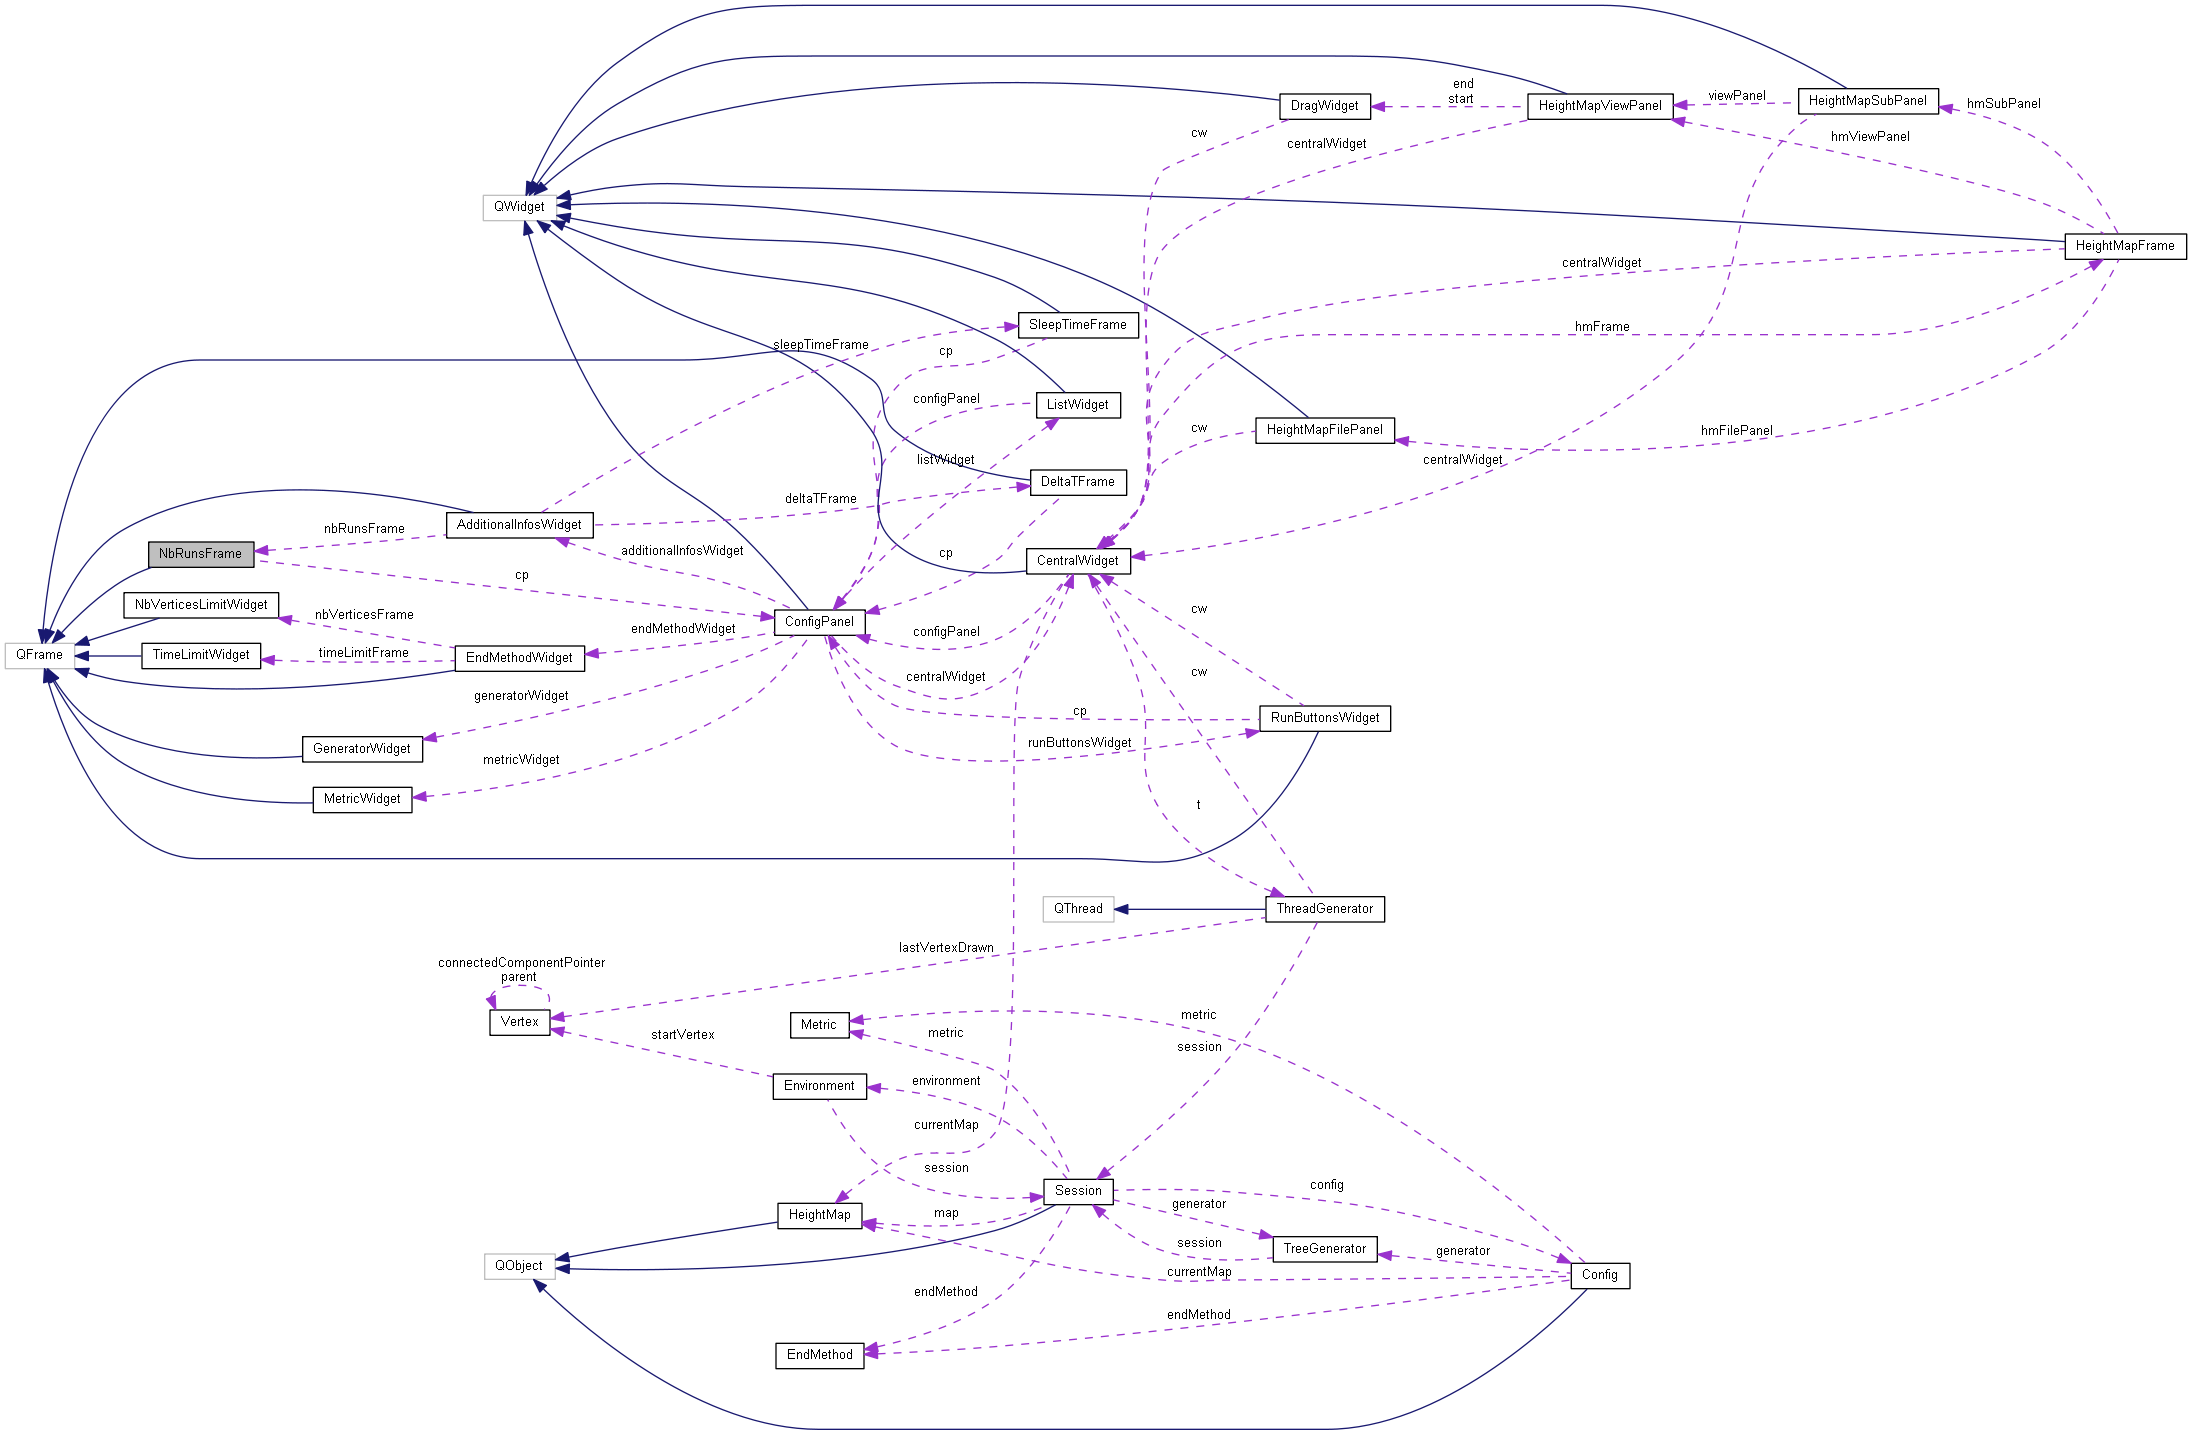 end
start
DragWidget
HeightMapViewPanel
viewPanel
HeightMapSubPanel
hmSubPanel
cw
centralWidget
hmViewPanel
QWidget
HeightMapFrame
centralWidget
SleepTimeFrame
hmFrame
sleepTimeFrame
cp
configPanel
ListWidget
HeightMapFilePanel
cw
hmFilePanel
listWidget
centralWidget
DeltaTFrame
deltaTFrame
AdditionalInfosWidget
nbRunsFrame
NbRunsFrame
additionalInfosWidget
cp
CentralWidget
cp
NbVerticesLimitWidget
nbVerticesFrame
cw
ConfigPanel
endMethodWidget
configPanel
QFrame
TimeLimitWidget
timeLimitFrame
EndMethodWidget
centralWidget
cw
generatorWidget
cp
RunButtonsWidget
GeneratorWidget
runButtonsWidget
metricWidget
MetricWidget
t
QThread
ThreadGenerator
lastVertexDrawn
connectedComponentPointer
parent
Vertex
Metric
metric
startVertex
metric
session
Environment
environment
currentMap
session
Session
config
HeightMap
map
generator
session
TreeGenerator
generator
QObject
currentMap
Config
endMethod
endMethod
EndMethod